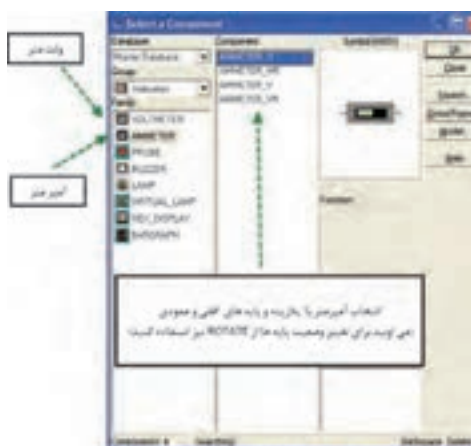 Select a Component
Database
Master Database
Group
Indicators
Family
VOLTMETER
AMMETER
PROBE
BUZZER
LAMP
VIRTUAL_LAMP
HEX_DISPLAY
BARGRAPH
Component
AMMETER_H
AMMETER_HR
AMMETER_V
AMMETER_VR
OK
Close
Search
Model
Help
Function
ولت متر
آمپر متر
انتخاب آمپرمتر با پلاریته و پایه های افقی و عمودی
می توانید برای تغییر وضعیت پایه ها از ROTATE نیز استفاده کنید
Searching